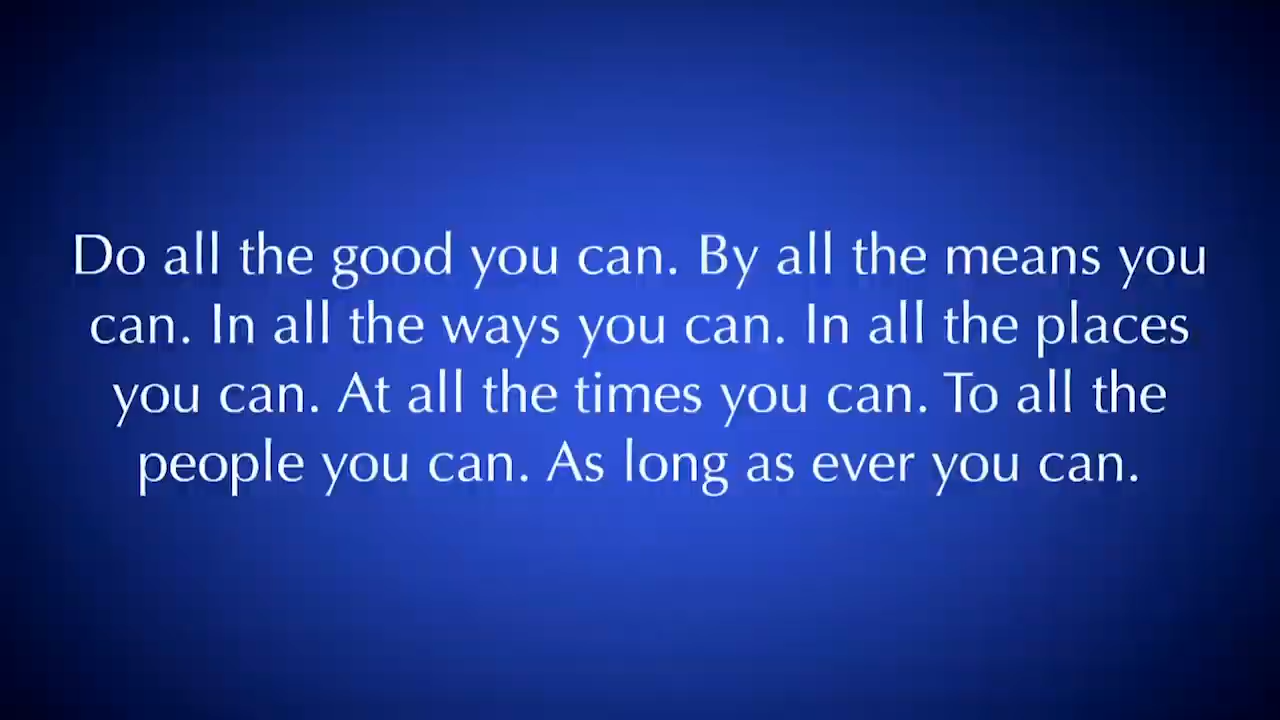 Do all the good you can. By all the means you
can. In all the ways you can. In all the places
you can. At all the times you can. To all the
people you can. As long as ever you can.